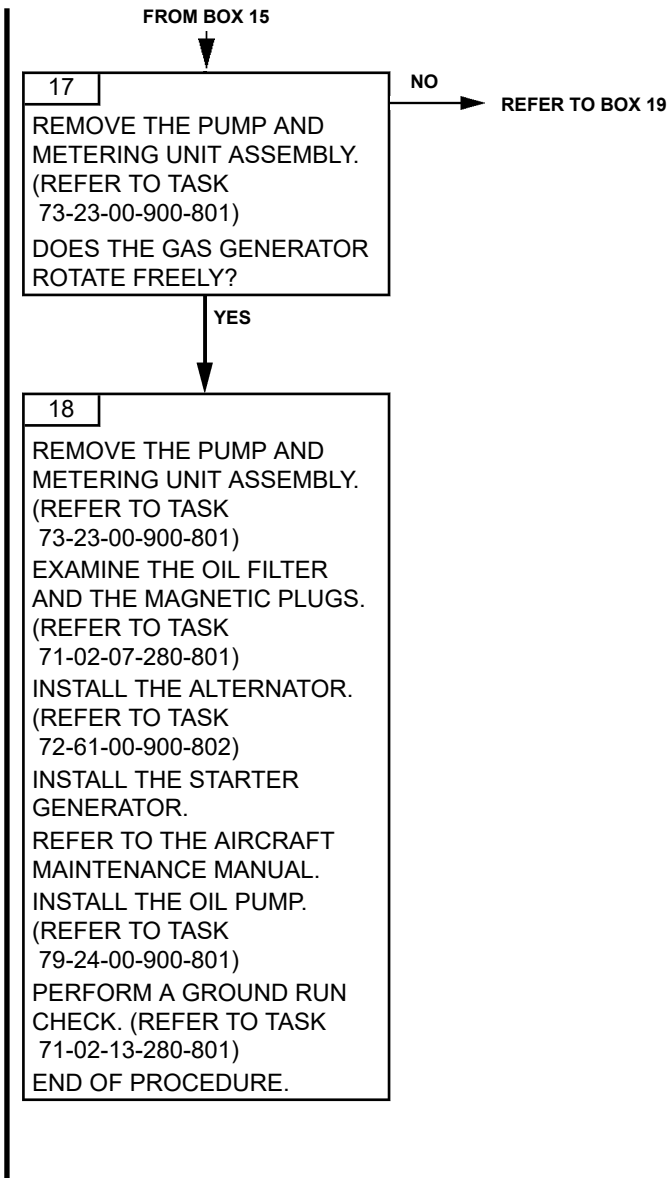 FROM BOX 15
17
NO
REFER TO BOX 19
REMOVE THE PUMP AND
METERING UNIT ASSEMBLY.
(REFER TO TASK
73-23-00-900-801)
DOES THE GAS GENERATOR
ROTATE FREELY?
YES
18
REMOVE THE PUMP AND
METERING UNIT ASSEMBLY.
(REFER TO TASK
73-23-00-900-801)
EXAMINE THE OIL FILTER
AND THE MAGNETIC PLUGS.
(REFER TO TASK
71-02-07-280-801)
INSTALL THE ALTERNATOR.
(REFER TO TASK
72-61-00-900-802)
INSTALL THE STARTER
GENERATOR.
REFER TO THE AIRCRAFT
MAINTENANCE MANUAL.
INSTALL THE OIL PUMP.
(REFER TO TASK
79-24-00-900-801)
PERFORM A GROUND RUN
CHECK. (REFER TO TASK
71-02-13-280-801)
END OF PROCEDURE.